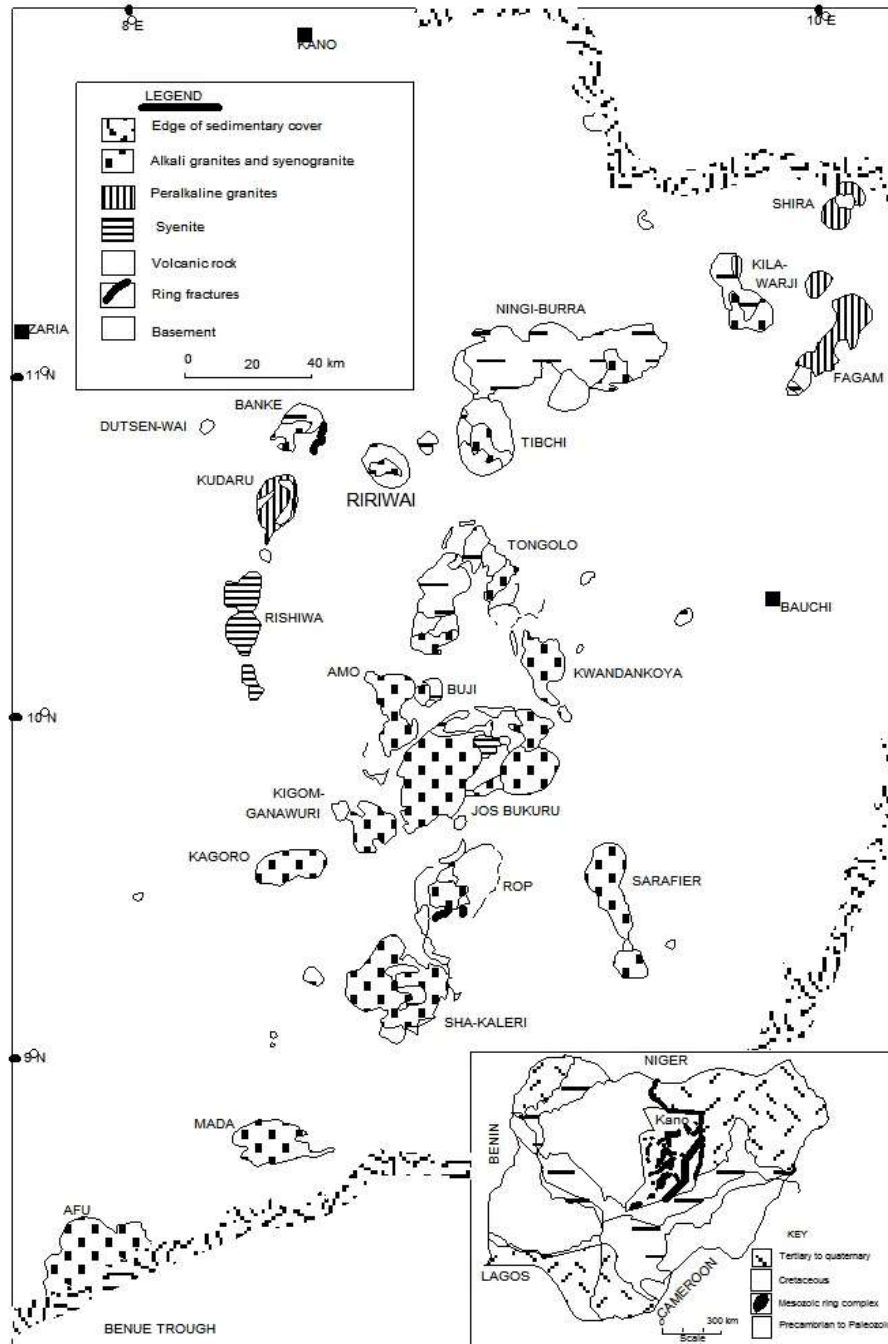 8 E
10 E
KANO
LEGEND
Edge of sedimentary cover
Alkali granites and syenogranite
Peralkaline granites
Syenite
Volcanic rock
Ring fractures
Basement
0 20 40 km
SHIRA
KILA-
WARJI
NINGI-BURRA
ZARIA
11 N
FAGAM
BANKE
DUTSEN-WAI
TIBCHI
KUDARU
RIRIWAI
TONGOLO
BAUCHI
RISHIWA
AMO
KWANDANKOYA
BUJI
10 N
KIGOM-
GANAWURI
JOS BUKURU
KAGORO
ROP
SARAFIER
SHA-KALERI
9 N
MADA
AFU
BENUE TROUGH
NIGER
Kano
BENIN
LAGOS
CAMEROON
0 300 km
Scale
KEY
Tertiary to quaternary
Cretaceous
Mesozoic ring complex
Precambrian to Paleozoi